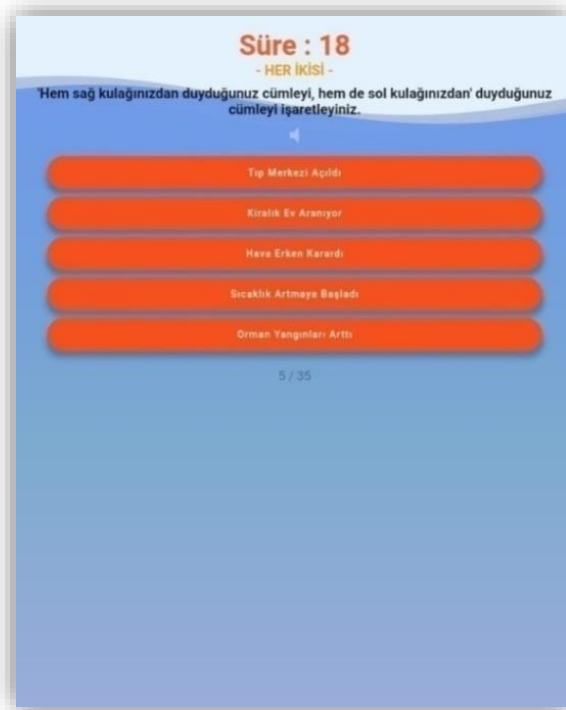 Süre : 18
- HER İKİSİ -
'Hem sağ kulağınızdan duyduğunuz cümleyi, hem de sol kulağınızdan' duyduğunuz
cümleyi işaretleyiniz.
Tıp Merkezi Açıldı
Kiralık Ev Aranıyor
Hava Erken Karardı
Sıcaklık Artmaya Başladı
Orman Yangınları Arttı
5 / 35